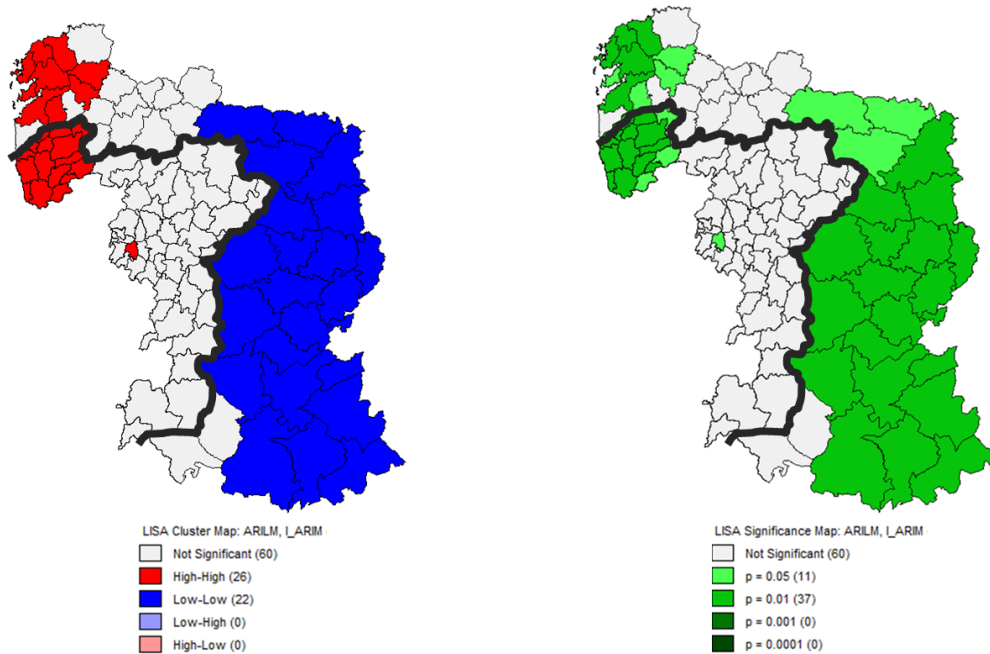 LISA Cluster Map: ARILM, I_ARIM
Not Significant (60)
High-High (26)
Low-Low (22)
Low-High (0)
High-Low (0)
LISA Significance Map: ARILM, I_ARIM
Not Significant (60)
p = 0.05 (11)
p = 0.01 (37)
p = 0.001 (0)
p = 0.0001 (0)